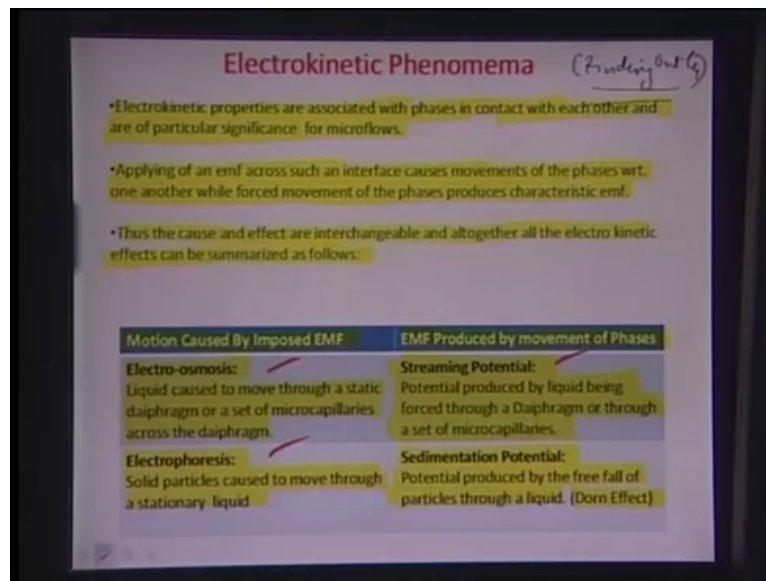 Electrokinetic Phenomema
(Finding Out ζ)
•Electrokinetic properties are associated with phases in contact with each other and
are of particular significance for microflows.
•Applying of an emf across such an interface causes movements of the phases wrt.
one another while forced movement of the phases produces characteristic emf.
•Thus the cause and effect are interchangeable and altogether all the electro kinetic
effects can be summarized as follows:
Motion Caused By Imposed EMF
EMF Produced by movement of Phases
Electro-osmosis:
Liquid caused to move through a static
daiphragm or a set of microcapillaries
across the daiphragm.
Streaming Potential:
Potential produced by liquid being
forced through a Daiphragm or through
a set of microcapillaries.
Electrophoresis:
Solid particles caused to move through
a stationary liquid
Sedimentation Potential:
Potential produced by the free fall of
particles through a liquid. (Dorn Effect)